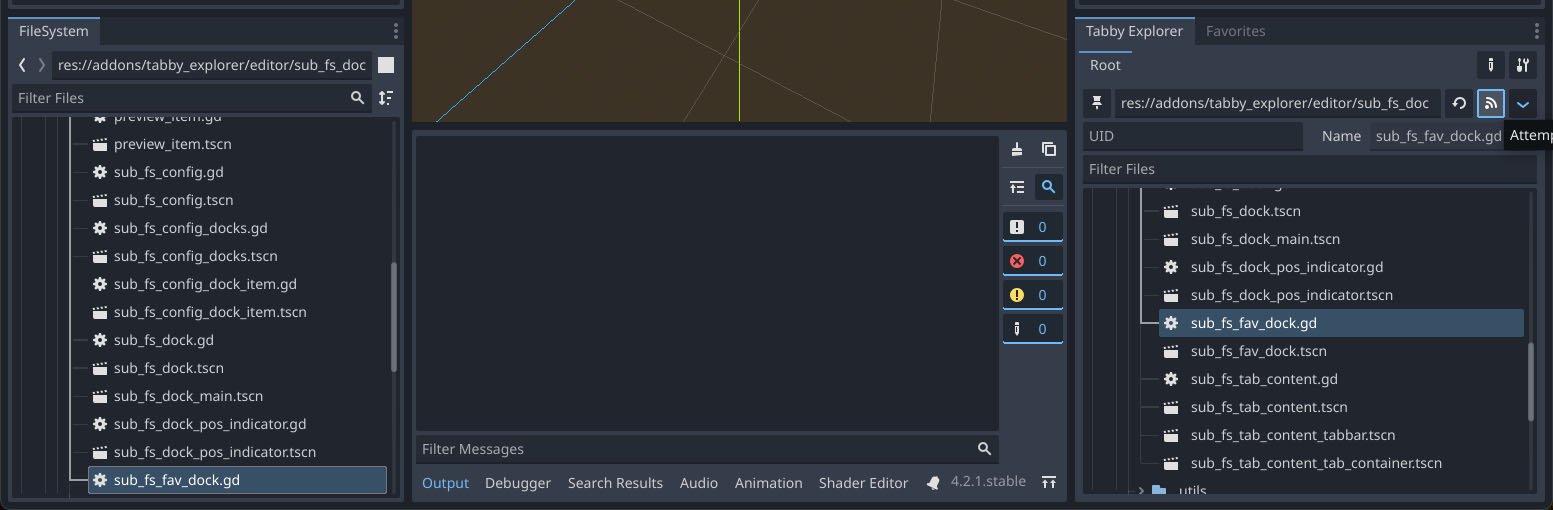 FileSystem
res://addons/tabby_explorer/editor/sub_fs_doc
Filter Files
preview_item.gd
preview_item.tscn
sub_fs_config.gd
sub_fs_config.tscn
sub_fs_config_docks.gd
sub_fs_config_docks.tscn
sub_fs_config_dock_item.gd
sub_fs_config_dock_item.tscn
sub_fs_dock.gd
sub_fs_dock.tscn
sub_fs_dock_main.tscn
sub_fs_dock_pos_indicator.gd
sub_fs_dock_pos_indicator.tscn
sub_fs_fav_dock.gd
0
0
0
0
Filter Messages
Output Debugger Search Results Audio Animation Shader Editor 4.2.1.stable
Tabby Explorer Favorites
Root
res://addons/tabby_explorer/editor/sub_fs_doc
UID Name sub_fs_fav_dock.gd Attemp
Filter Files
sub_fs_dock.tscn
sub_fs_dock_main.tscn
sub_fs_dock_pos_indicator.gd
sub_fs_dock_pos_indicator.tscn
sub_fs_fav_dock.gd
sub_fs_fav_dock.tscn
sub_fs_tab_content.gd
sub_fs_tab_content.tscn
sub_fs_tab_content_tabbar.tscn
sub_fs_tab_content_tab_container.tscn
utils